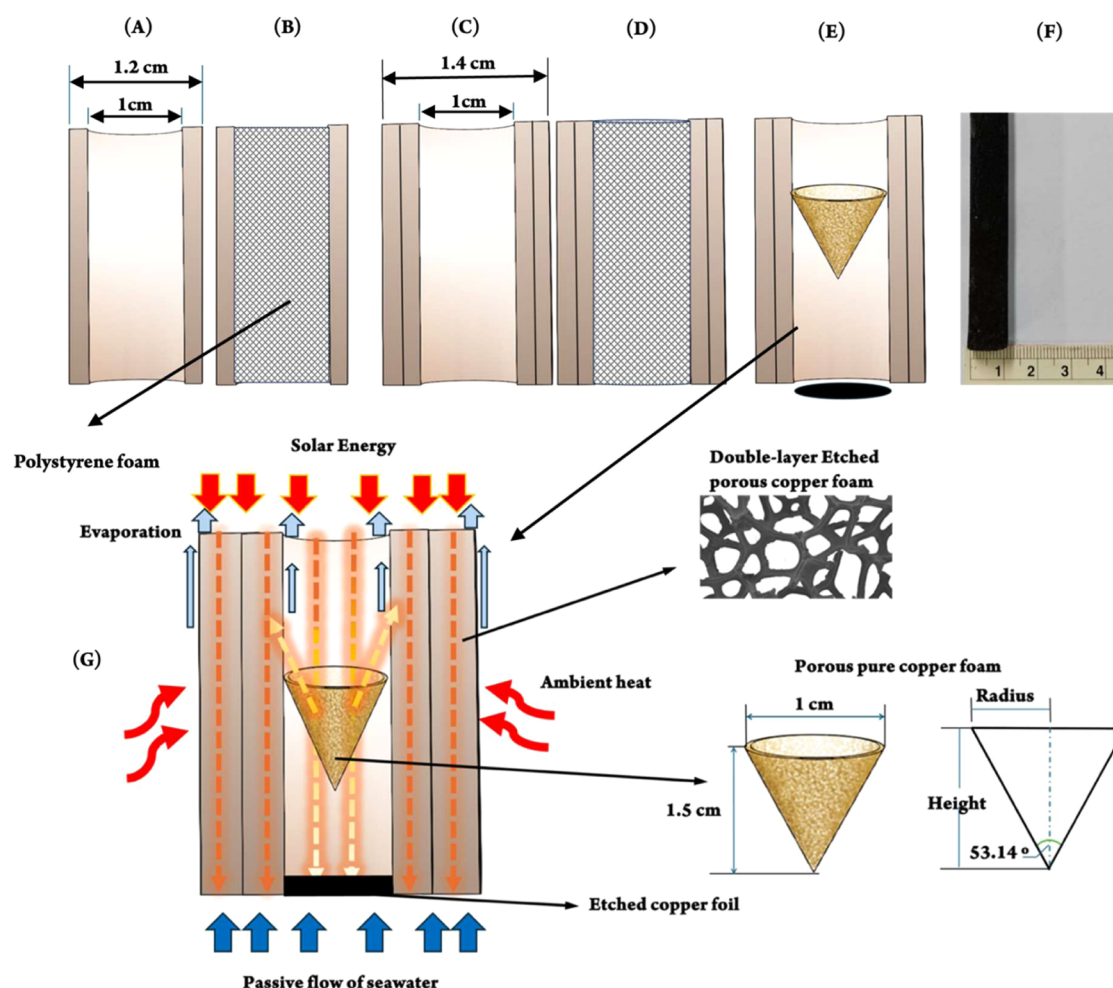 (A)
(B)
(C)
(D)
(E)
(F)
1.2 cm
1cm
1.4 cm
1cm
1 2 3 4
Polystyrene foam
Solar Energy
Evaporation
Double-layer Etched
porous copper foam
(G)
Ambient heat
Porous pure copper foam
1 cm
Radius
1.5 cm
Height
53.14 º
Etched copper foil
Passive flow of seawater